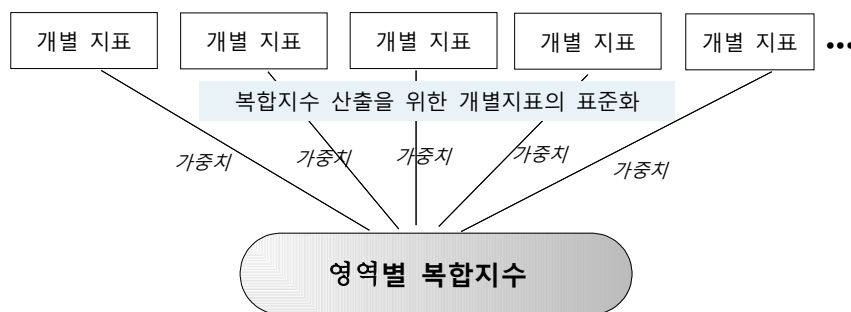 개별 지표 개별 지표 개별 지표 개별 지표 개별 지표 ...
복합지수 산출을 위한 개별지표의 표준화
가중치 가중치 가중치 가중치 가중치
영역별 복합지수